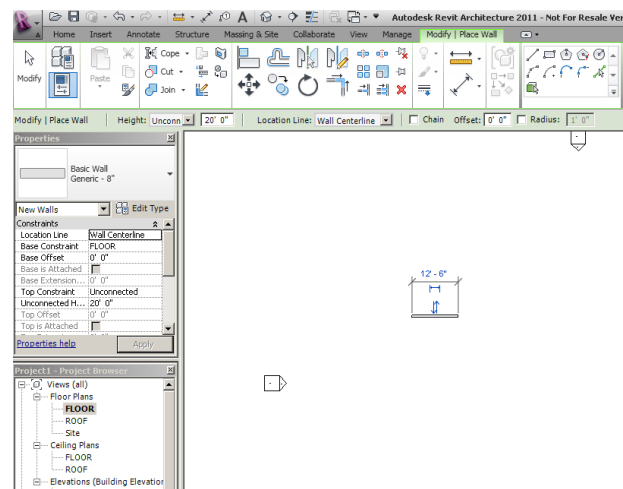 Autodesk Revit Architecture 2011 - Not For Resale Ver
Home Insert Annotate Structure Massing & Site Collaborate View Manage Modify | Place Wall
Cope
Cut
Join
Modify
Paste
Modify | Place Wall Height: Unconn 20' 0" Location Line: Wall Centerline Chain Offset: 0' 0" Radius: 1' 0"
Properties
Basic Wall
Generic - 8"
New Walls Edit Type
Constraints
Location Line Wall Centerline
Base Constraint FLOOR
Base Offset 0' 0"
Base is Attached
Base Extension... 0' 0"
Top Constraint Unconnected
Unconnected H... 20' 0"
Top Offset 0' 0"
Top is Attached
Properties help Apply
12' - 6"
Project1 - Project Browser
Views (all)
Floor Plans
FLOOR
ROOF
Site
Ceiling Plans
FLOOR
ROOF
Elevations (Building Elevation